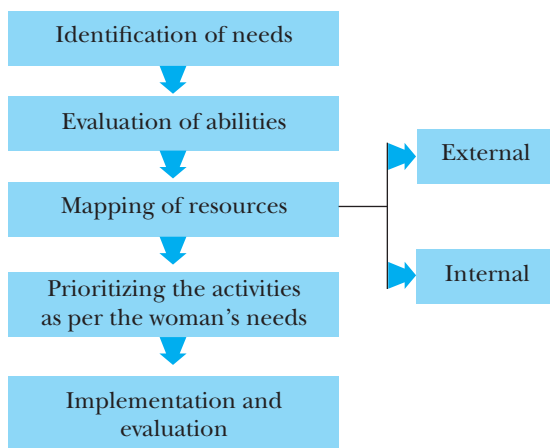 Identification of needs
Evaluation of abilities
External
Mapping of resources
Internal
Prioritizing the activities
as per the woman's needs
Implementation and
evaluation